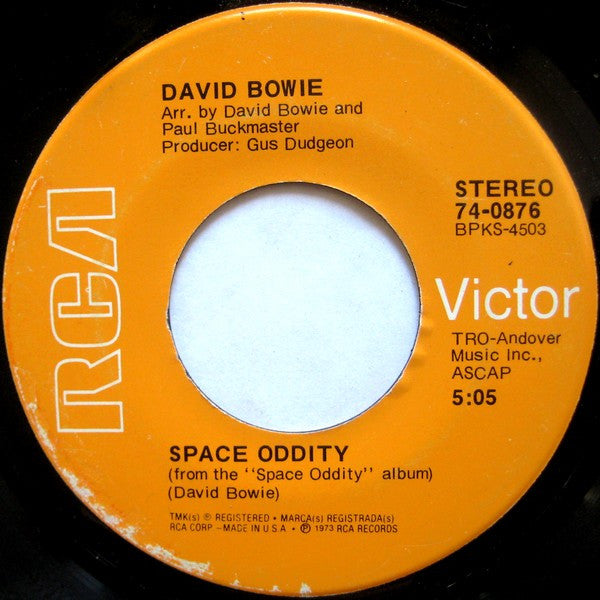 DAVID BOWIE
Arr. by David Bowie and
Paul Buckmaster
Producer: Gus Dudgeon
STEREO
74-0876
BPKS-4503
RCA
Victor
TRO-Andover
Music Inc.,
ASCAP
5:05
SPACE ODDITY
(from the "Space Oddity" album)
(David Bowie)
TMK(s) ® REGISTERED • MARCA(s) REGISTRADA(s)
RCA CORP – MADE IN U.S.A. • ℗ 1973 RCA RECORDS